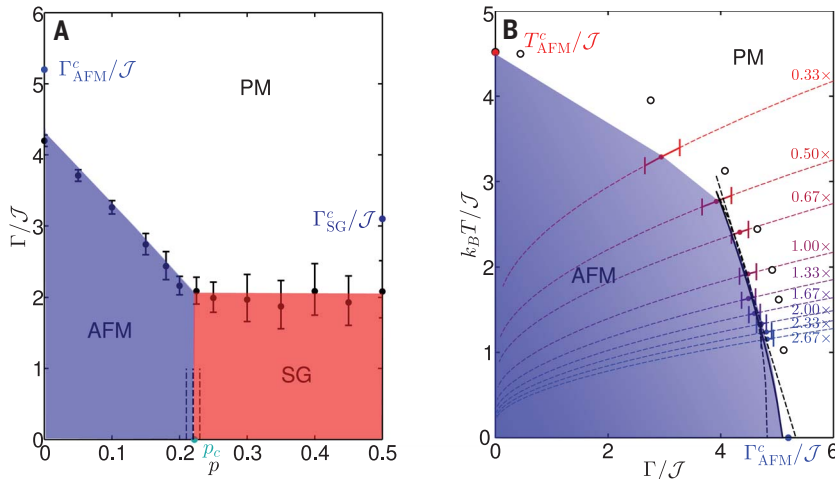 A
6
5
4
3
2
1
0
Γ/𝒥
Γ^c_AFM/𝒥
PM
Γ^c_SG/𝒥
AFM
SG
p_c
0 0.1 0.2 0.3 0.4 0.5
p
B
5
4
3
2
1
0
k_BT/𝒥
T^c_AFM/𝒥
PM
0.33×
0.50×
0.67×
1.00×
1.33×
1.67×
2.00×
2.33×
2.67×
AFM
0 2 4 6
Γ/𝒥
Γ^c_AFM/𝒥